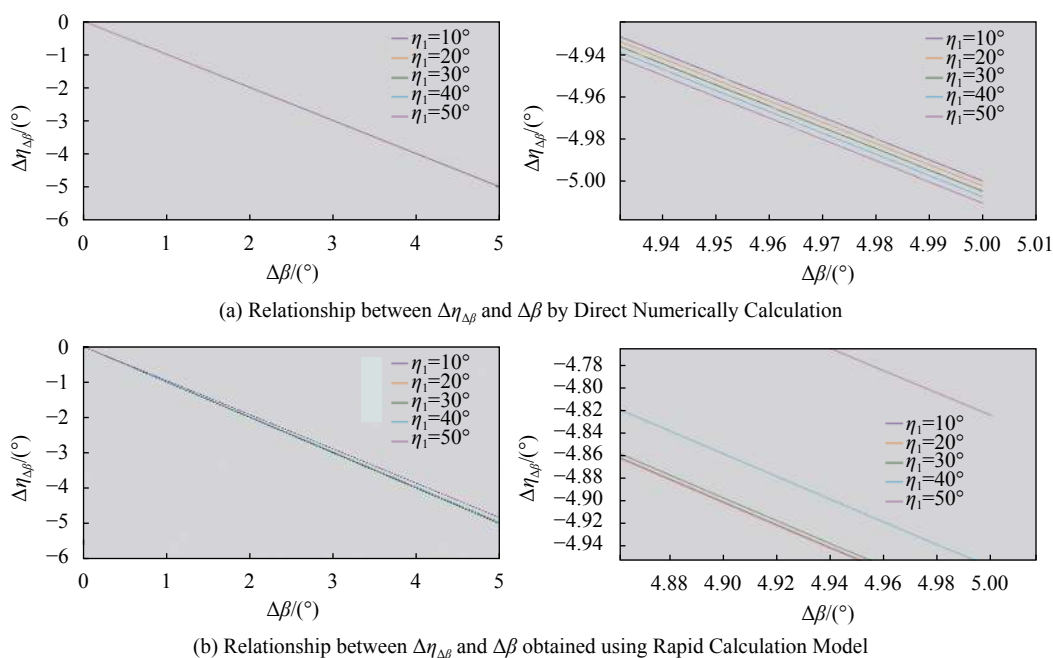 0
−1
−2
−3
−4
−5
−6
Δη_Δβ/(°)
η₁=10°
η₁=20°
η₁=30°
η₁=40°
η₁=50°
0 1 2 3 4 5
Δβ/(°)
−4.94
−4.96
−4.98
−5.00
Δη_Δβ/(°)
η₁=10°
η₁=20°
η₁=30°
η₁=40°
η₁=50°
4.94 4.95 4.96 4.97 4.98 4.99 5.00 5.01
Δβ/(°)
(a) Relationship between Δη_Δβ and Δβ by Direct Numerically Calculation
0
−1
−2
−3
−4
−5
−6
Δη_Δβ/(°)
η₁=10°
η₁=20°
η₁=30°
η₁=40°
η₁=50°
0 1 2 3 4 5
Δβ/(°)
−4.78
−4.80
−4.82
−4.84
−4.86
−4.88
−4.90
−4.92
−4.94
Δη_Δβ/(°)
η₁=10°
η₁=20°
η₁=30°
η₁=40°
η₁=50°
4.88 4.90 4.92 4.94 4.96 4.98 5.00
Δβ/(°)
(b) Relationship between Δη_Δβ and Δβ obtained using Rapid Calculation Model